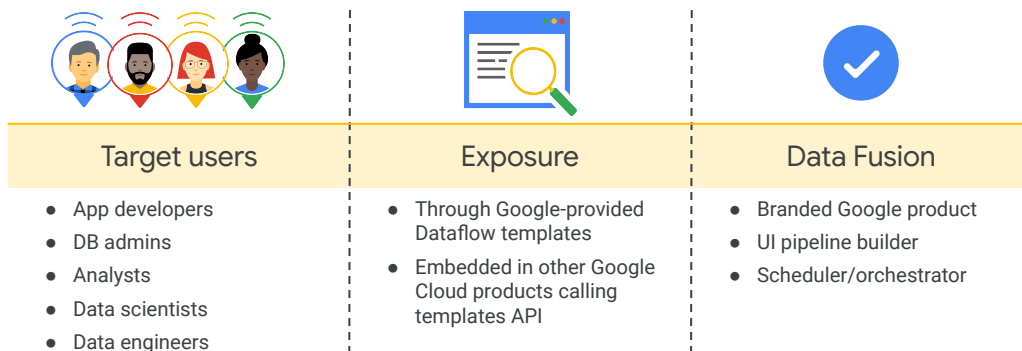 Target users
App developers
DB admins
Analysts
Data scientists
Data engineers
Exposure
Through Google-provided
Dataflow templates
Embedded in other Google
Cloud products calling
templates API
Data Fusion
Branded Google product
UI pipeline builder
Scheduler/orchestrator